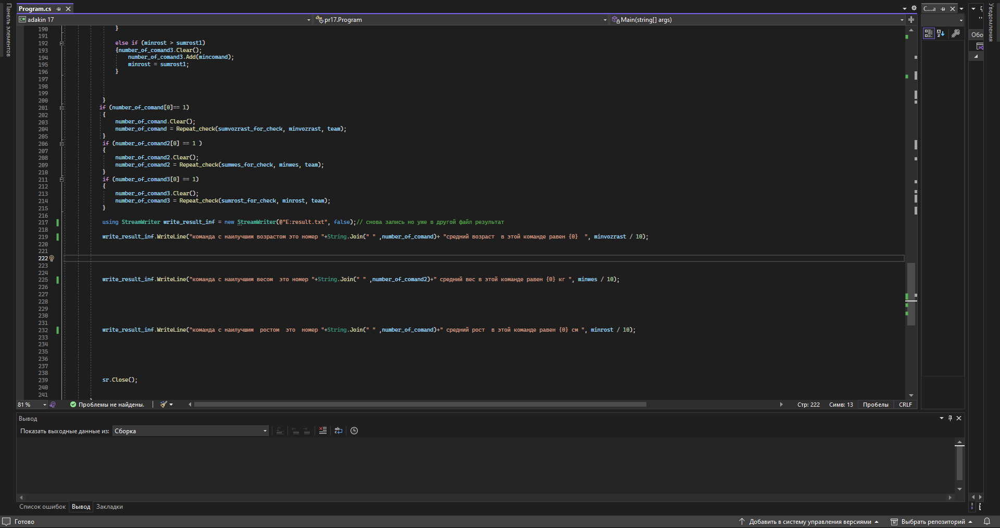 Панель элементов
Program.cs
C...a
Уведомления
adakin 17
pr17.Program
Main(string[] args)
Обо
190 }
191
192 else if (minrost > sumrost1)
193 {number_of_comand3.Clear();
194 number_of_comand3.Add(mincomand);
195 minrost = sumrost1;
196 }
197
198
199
200 }
201 if (number_of_comand[0]== 1)
202 {
203 number_of_comand.Clear();
204 number_of_comand = Repeat_check(sumvozrast_for_check, minvozrast, team);
205 }
206 if (number_of_comand2[0] == 1 )
207 {
208 number_of_comand2.Clear();
209 number_of_comand2 = Repeat_check(sumwes_for_check, minwes, team);
210 }
211 if (number_of_comand3[0] == 1)
212 {
213 number_of_comand3.Clear();
214 number_of_comand3 = Repeat_check(sumrost_for_check, minrost, team);
215 }
216
217 using StreamWriter write_result_inf = new StreamWriter(@"E:result.txt", false);// снова запись но уже в другой файл результат
218
219 write_result_inf.WriteLine("команда с наилучшим возрастом это номер "+String.Join(" " ,number_of_comand)+ "средний возраст  в этой команде равен {0}  ", minvozrast / 10);
220
221
222
223
224
225 write_result_inf.WriteLine("команда с наилучшим весом  это номер "+String.Join(" " ,number_of_comand2)+" средний вес в этой команде равен {0} кг ", minwes / 10);
226
227
228
229
230
231
232 write_result_inf.WriteLine("команда с наилучшим  ростом  это  номер "+String.Join(" " ,number_of_comand)+" средний рост  в этой команде равен {0} см ", minrost / 10);
233
234
235
236
237
238
239 sr.Close();
240
241
81 %
Проблемы не найдены.
Стр: 222
Симв: 13
Пробелы
CRLF
Вывод
Показать выходные данные из:
Сборка
Список ошибок
Вывод
Закладки
Готово
Добавить в систему управления версиями
Выбрать репозиторий